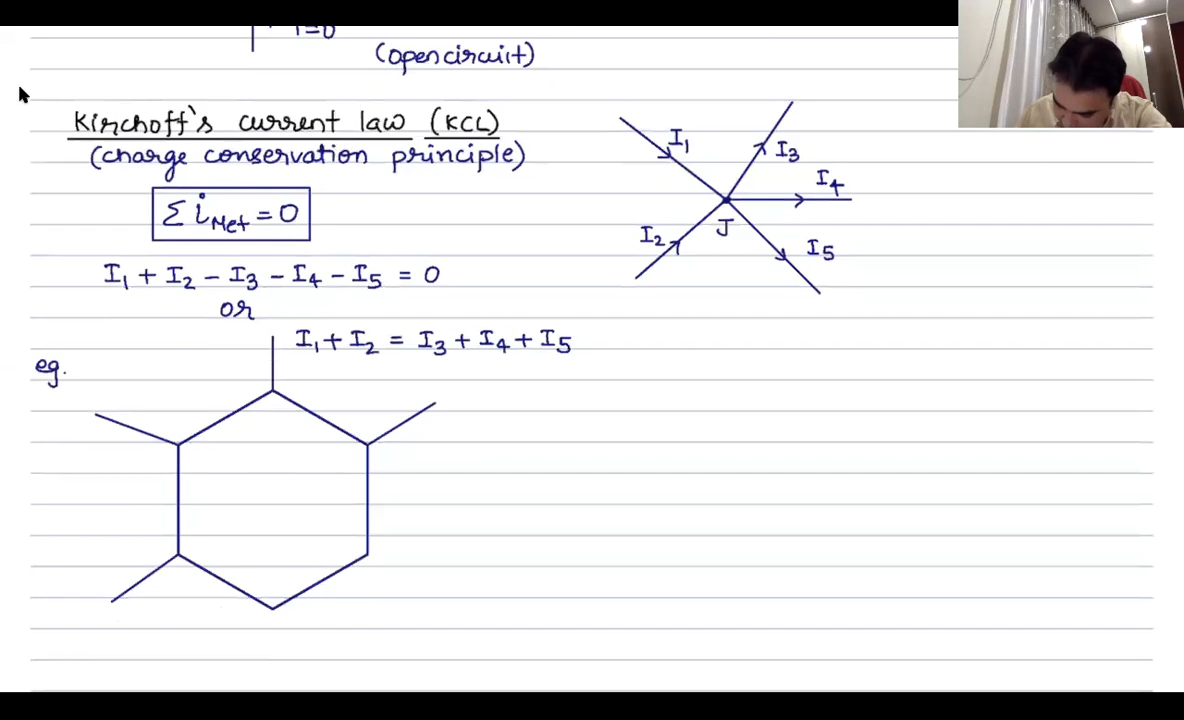 i=0
(open circuit)
Kirchoff's current law (KCL)
(charge conservation principle)
Σ i_Net = 0
I₁ + I₂ - I₃ - I₄ - I₅ = 0
or
I₁ + I₂ = I₃ + I₄ + I₅
eg.
I₁
I₃
I₄
I₂
J
I₅